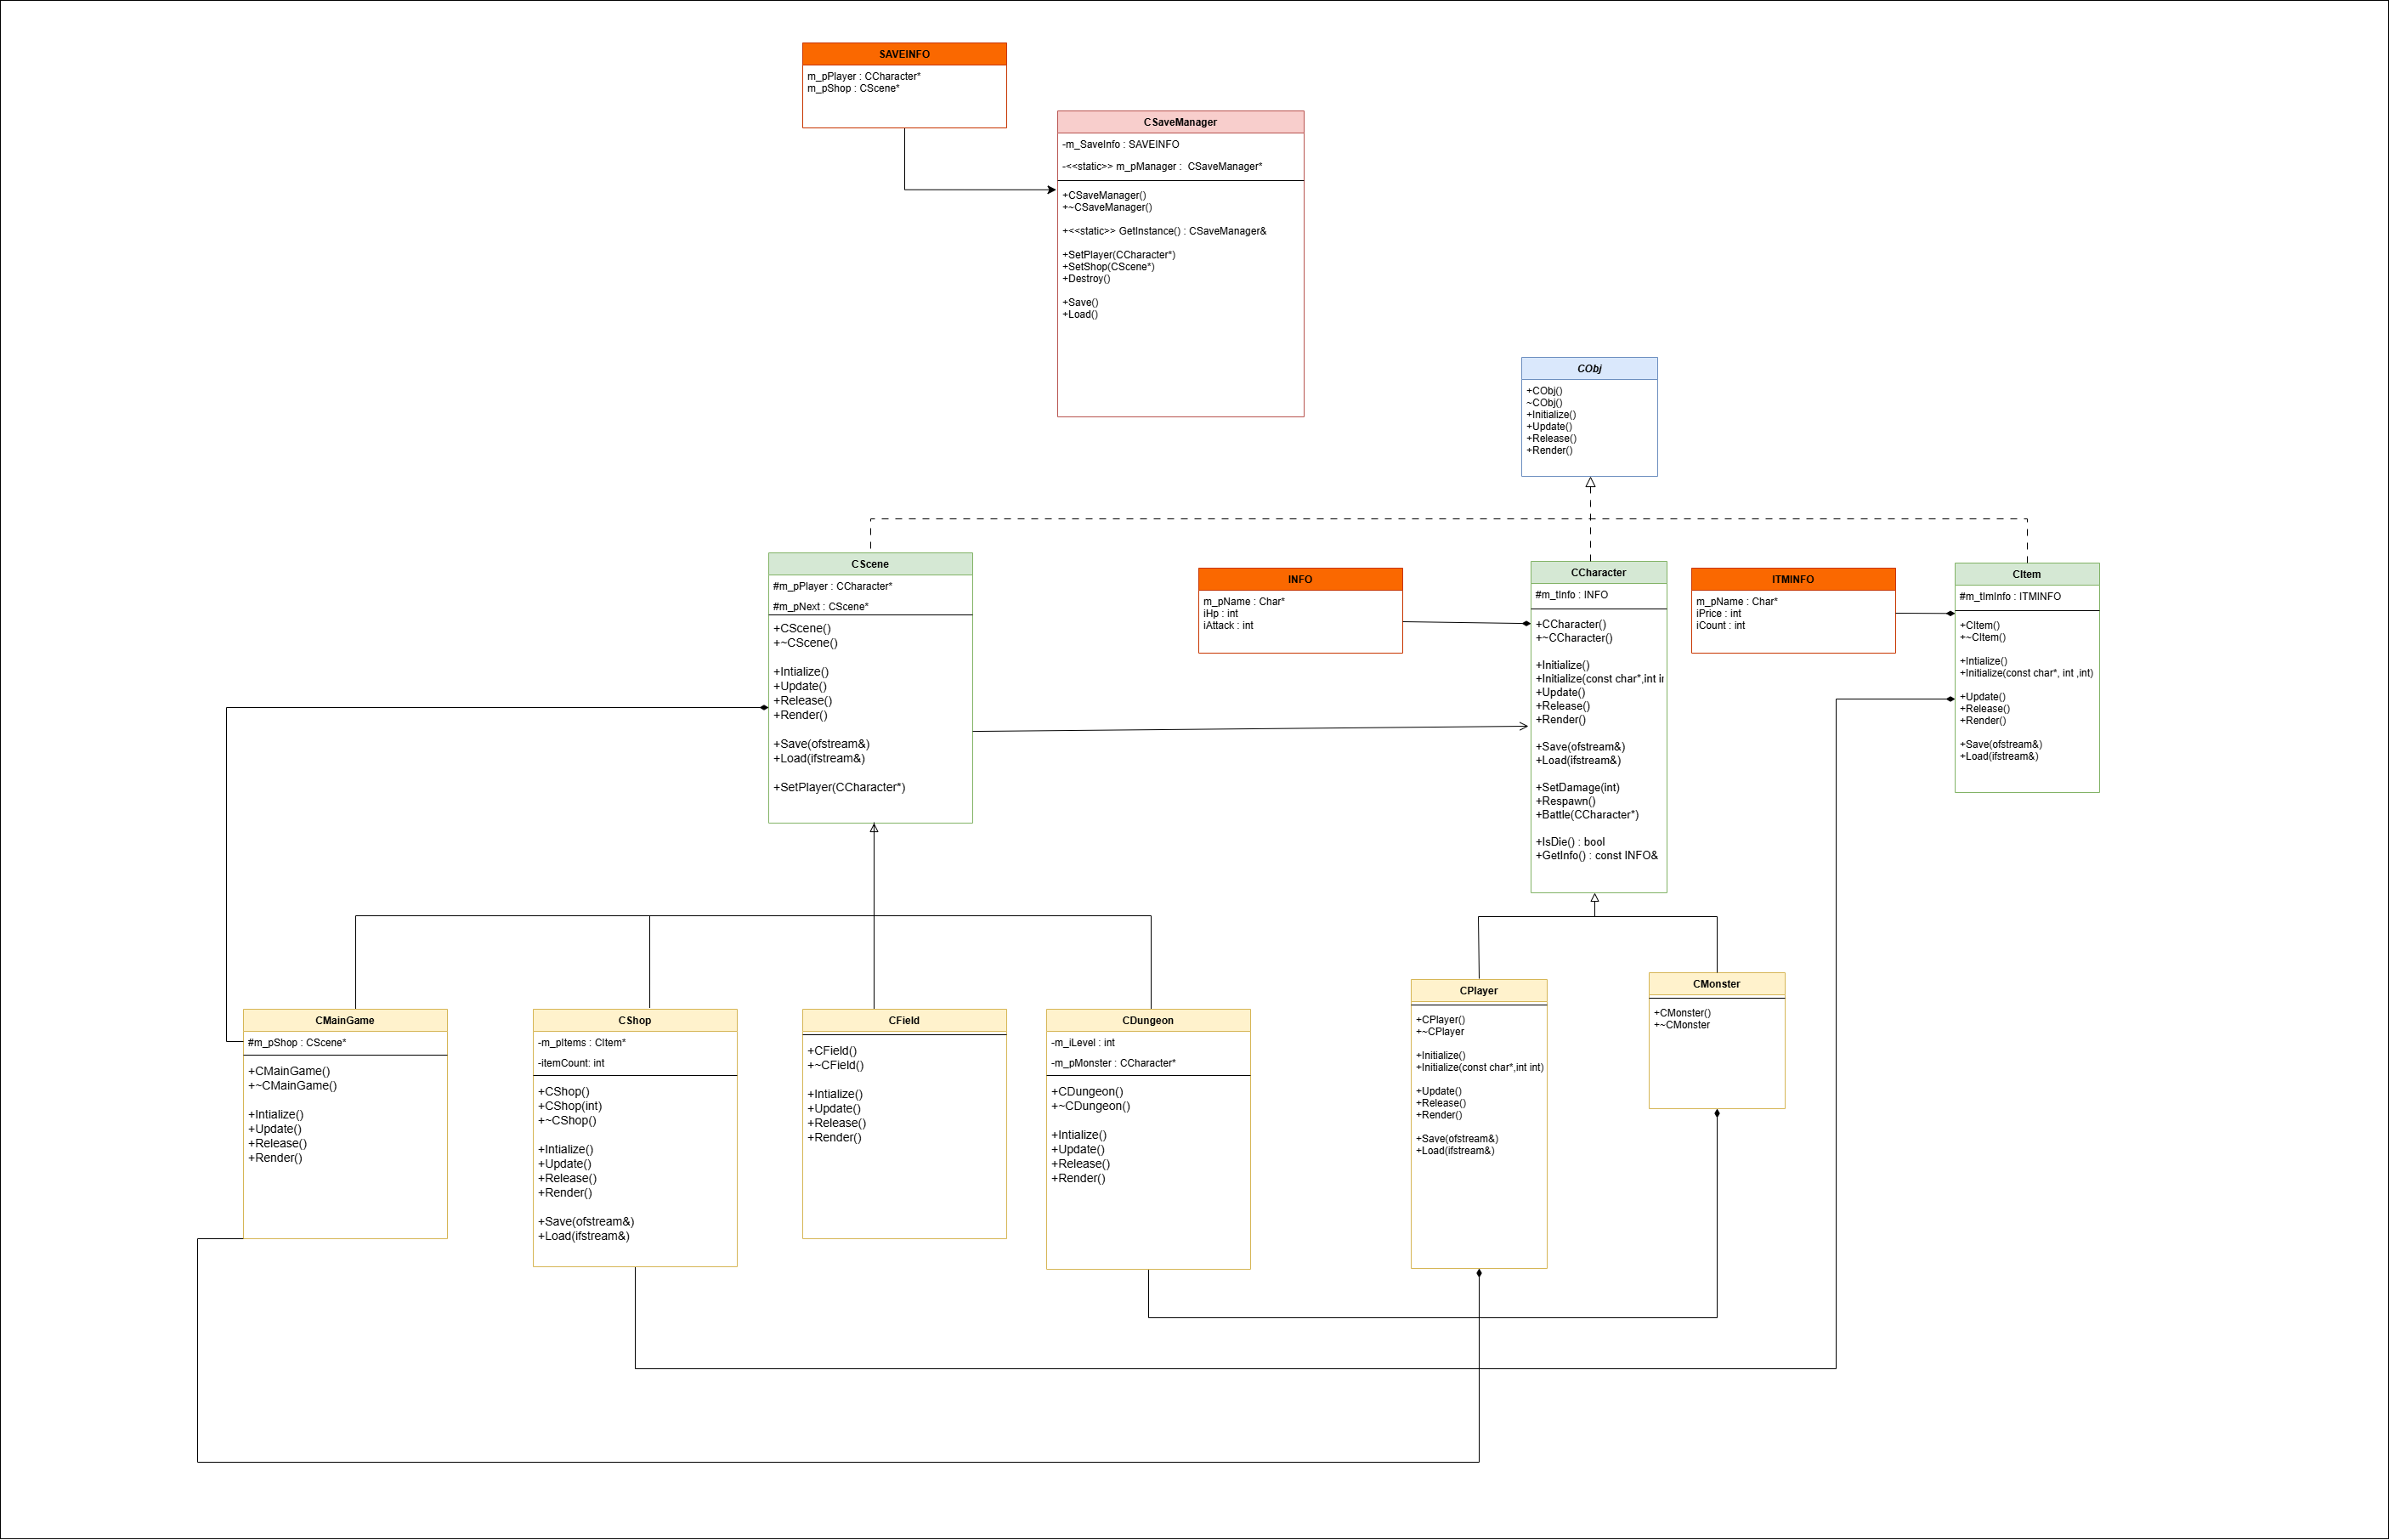 SAVEINFO
m_pPlayer : CCharacter*
m_pShop : CScene*
CSaveManager
-m_SaveInfo : SAVEINFO
-<<static>> m_pManager :  CSaveManager*
+CSaveManager()
+~CSaveManager()
+<<static>> GetInstance() : CSaveManager&
+SetPlayer(CCharacter*)
+SetShop(CScene*)
+Destroy()
+Save()
+Load()
CObj
+CObj()
~CObj()
+Initialize()
+Update()
+Release()
+Render()
CScene
#m_pPlayer : CCharacter*
#m_pNext : CScene*
+CScene()
+~CScene()
+Intialize()
+Update()
+Release()
+Render()
+Save(ofstream&)
+Load(ifstream&)
+SetPlayer(CCharacter*)
INFO
m_pName : Char*
iHp : int
iAttack : int
CCharacter
#m_tInfo : INFO
+CCharacter()
+~CCharacter()
+Initialize()
+Initialize(const char*,int
+Update()
+Release()
+Render()
+Save(ofstream&)
+Load(ifstream&)
+SetDamage(int)
+Respawn()
+Battle(CCharacter*)
+IsDie() : bool
+GetInfo() : const INFO&
ITMINFO
m_pName : Char*
iPrice : int
iCount : int
CItem
#m_tImInfo : ITMINFO
+CItem()
+~CItem()
+Intialize()
+Initialize(const char*, int ,int)
+Update()
+Release()
+Render()
+Save(ofstream&)
+Load(ifstream&)
CMainGame
#m_pShop : CScene*
+CMainGame()
+~CMainGame()
+Intialize()
+Update()
+Release()
+Render()
CShop
-m_pItems : CItem*
-itemCount: int
+CShop()
+CShop(int)
+~CShop()
+Intialize()
+Update()
+Release()
+Render()
+Save(ofstream&)
+Load(ifstream&)
CField
+CField()
+~CField()
+Intialize()
+Update()
+Release()
+Render()
CDungeon
-m_iLevel : int
-m_pMonster : CCharacter*
+CDungeon()
+~CDungeon()
+Intialize()
+Update()
+Release()
+Render()
CPlayer
+CPlayer()
+~CPlayer
+Initialize()
+Initialize(const char*,int int)
+Update()
+Release()
+Render()
+Save(ofstream&)
+Load(ifstream&)
CMonster
+CMonster()
+~CMonster